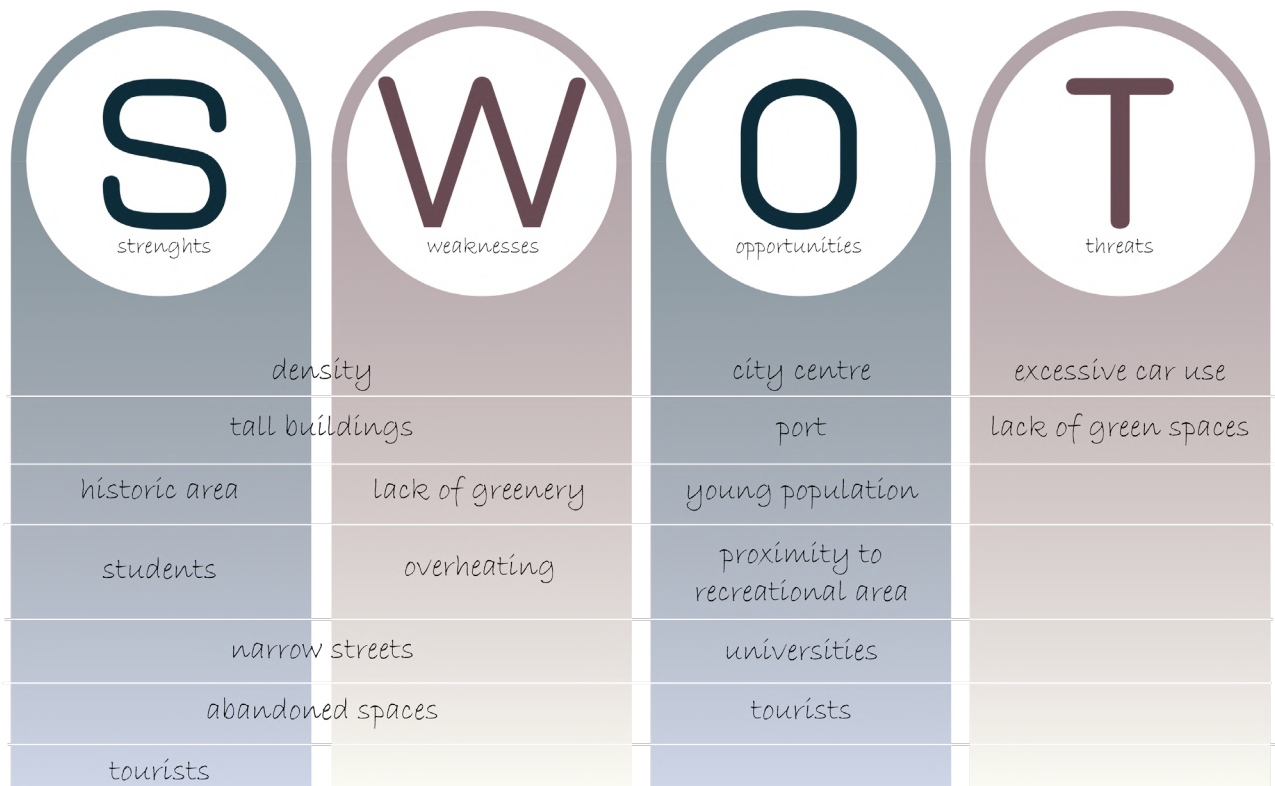 S W O T
strenghts weaknesses opportunities threats
density city centre excessive car use
tall buildings port lack of green spaces
historic area lack of greenery young population
students overheating proximity to
recreational area
narrow streets universities
abandoned spaces tourists
tourists